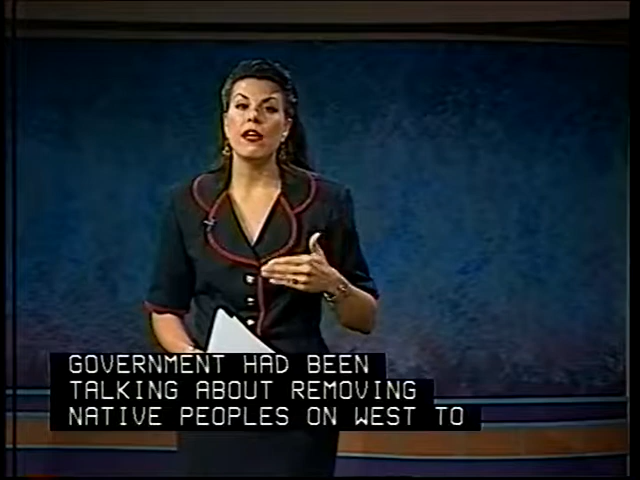 GOVERNMENT HAD BEEN
TALKING ABOUT REMOVING
NATIVE PEOPLES ON WEST TO